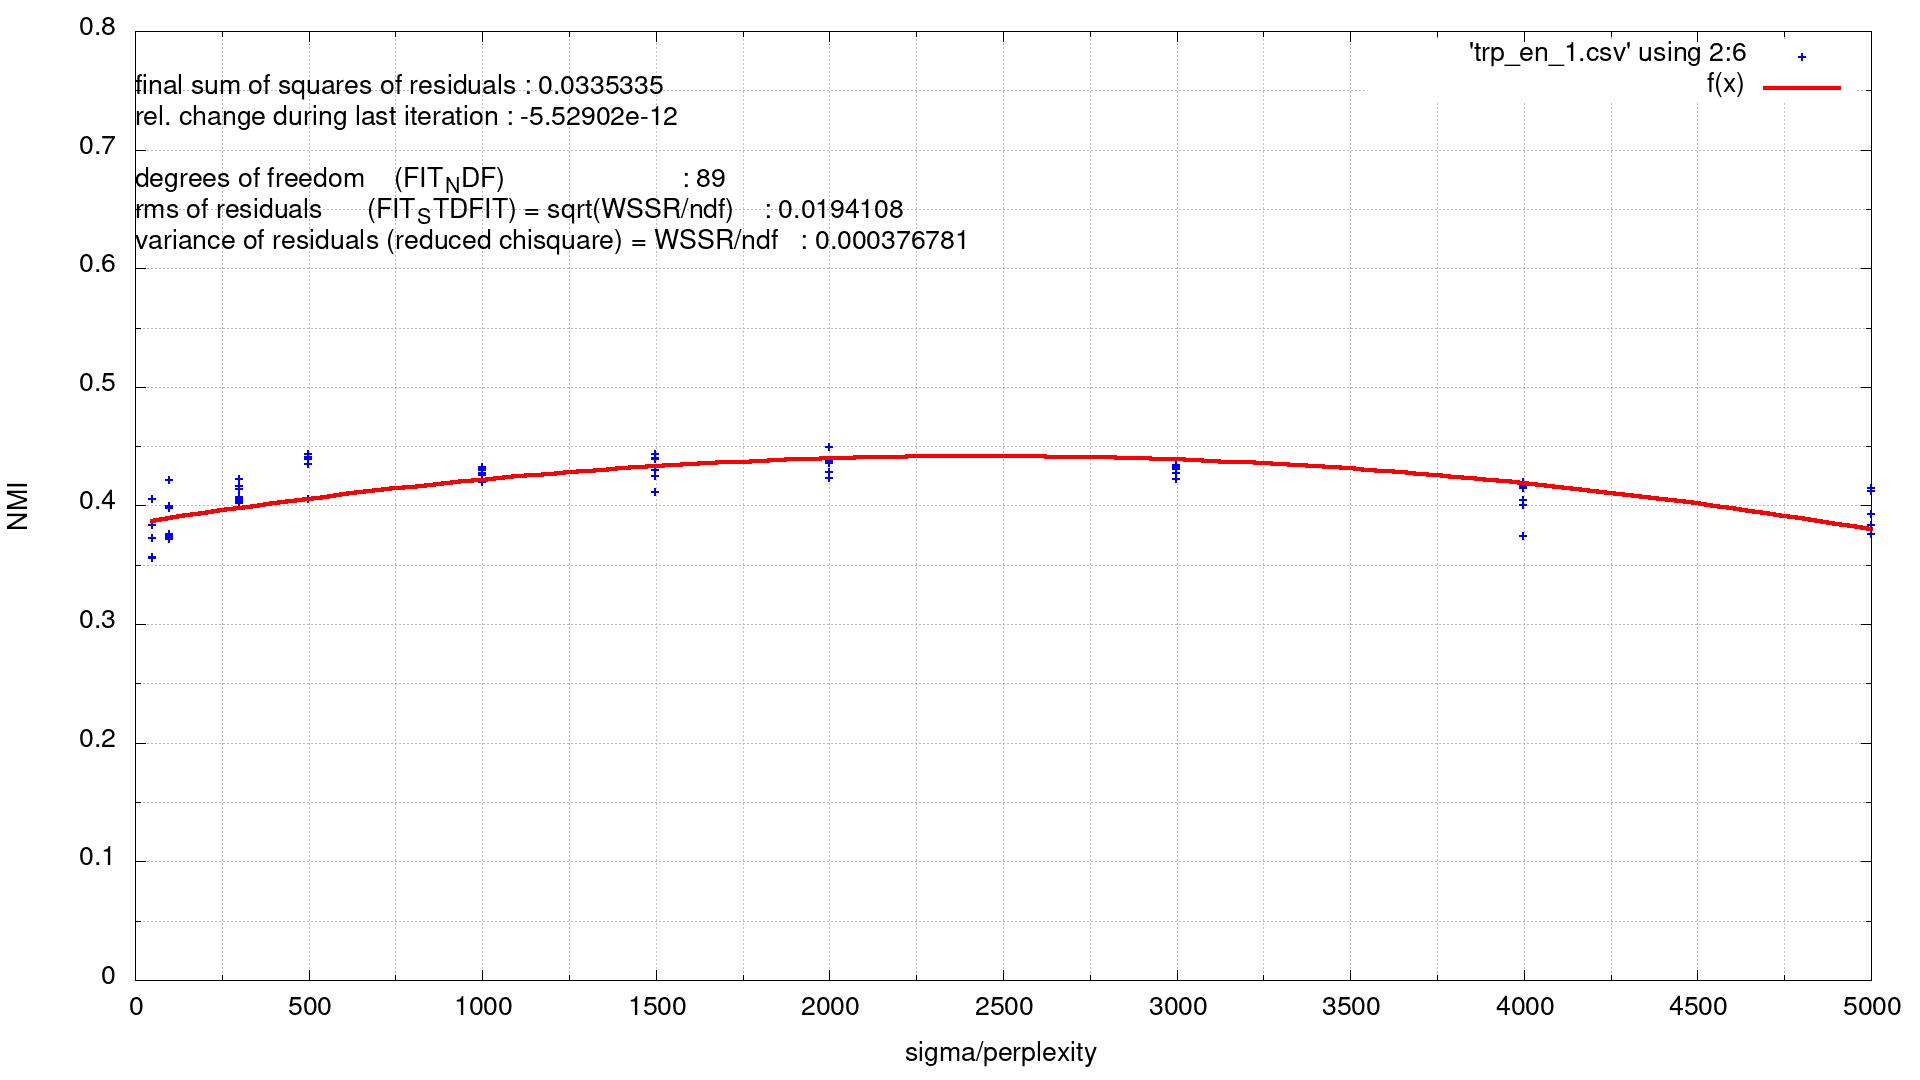 'trp_en_1.csv' using 2:6
f(x)
final sum of squares of residuals : 0.0335335
rel. change during last iteration : -5.52902e-12
degrees of freedom (FIT_NDF) : 89
rms of residuals (FIT_STDFIT) = sqrt(WSSR/ndf) : 0.0194108
variance of residuals (reduced chisquare) = WSSR/ndf : 0.000376781
0.8
0.7
0.6
0.5
0.4
0.3
0.2
0.1
0
NMI
0 500 1000 1500 2000 2500 3000 3500 4000 4500 5000
sigma/perplexity